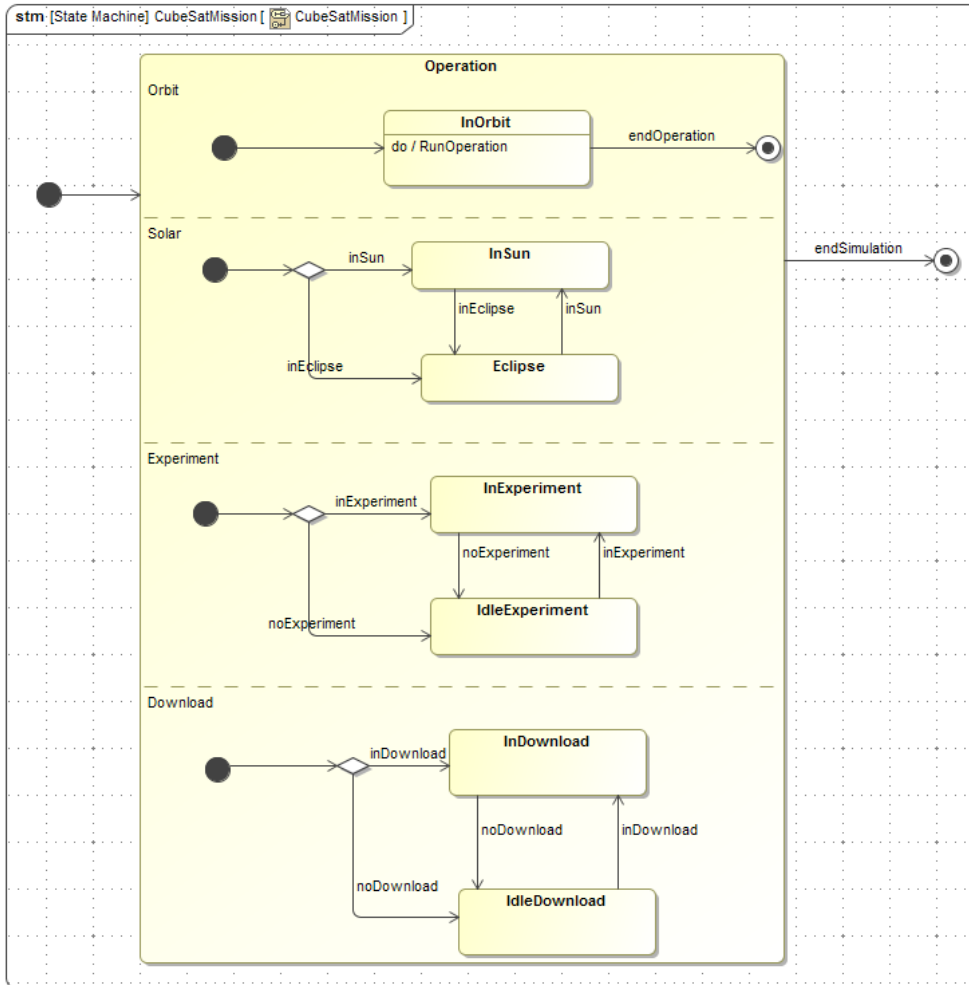 stm [State Machine] CubeSatMission [ CubeSatMission ]
Operation
Orbit
InOrbit
do / RunOperation
endOperation
Solar
InSun
inSun
endSimulation
inEclipse
inSun
inEclipse
Eclipse
Experiment
InExperiment
inExperiment
noExperiment
inExperiment
IdleExperiment
noExperiment
Download
InDownload
inDownload
noDownload
inDownload
noDownload
IdleDownload